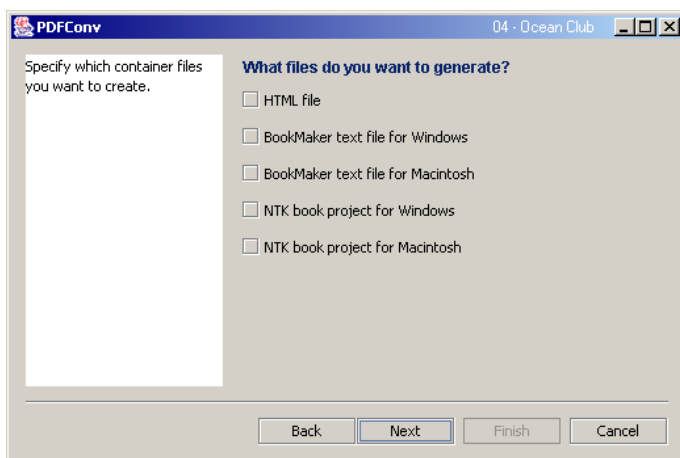 PDFConv 04 - Ocean Club
Specify which container files
you want to create.
What files do you want to generate?
HTML file
BookMaker text file for Windows
BookMaker text file for Macintosh
NTK book project for Windows
NTK book project for Macintosh
Back Next Finish Cancel